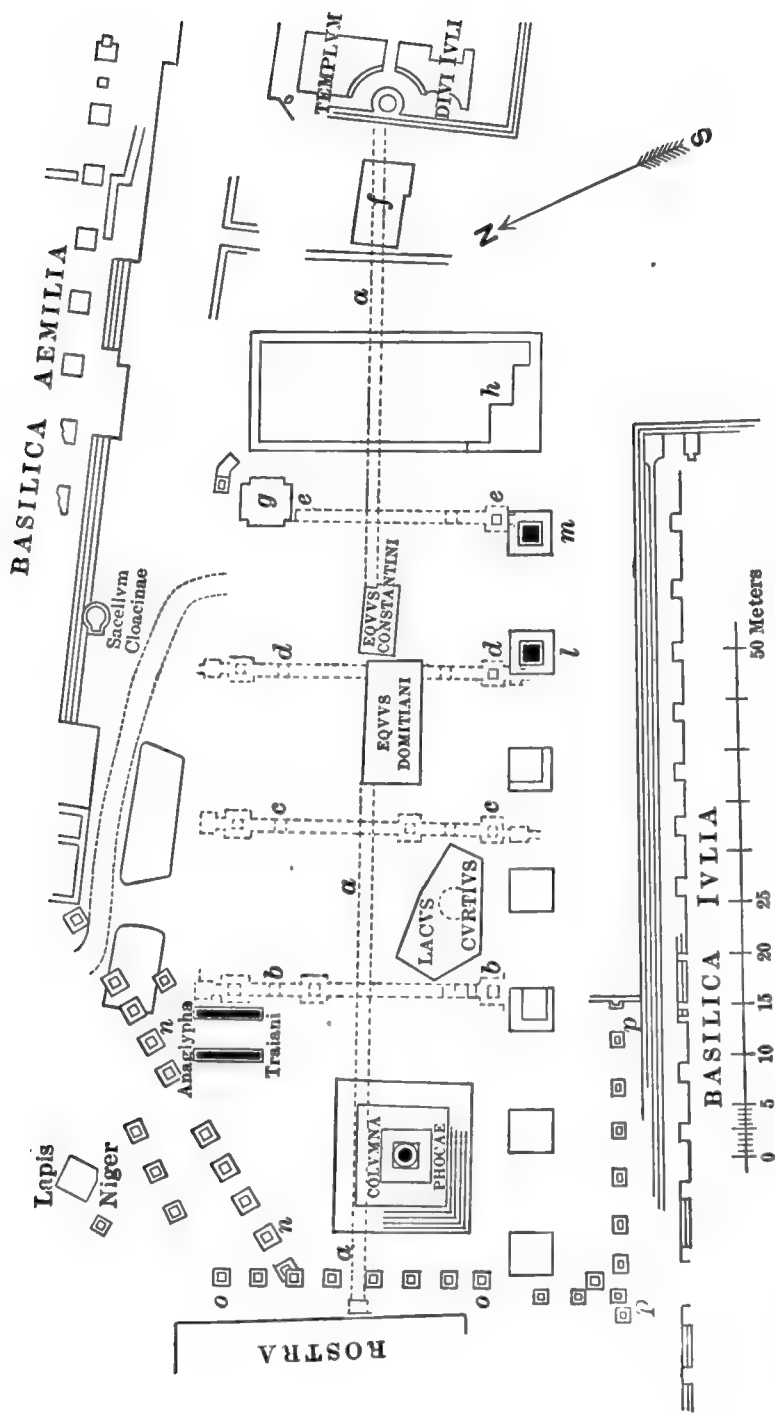 BASILICA AEMILIA
TEMPLVM
DIVI IVLI
f
S
N
a
h
g
e
e
m
Sacellvm
Cloacinae
EQVVS
CONSTANTINI
d
d
l
EQVVS
DOMITIANI
c
c
a
LACVS
CVRTIVS
b
b
n
Anaglypha
Traiani
Lapis
Niger
COLVMNA
PHOCAE
n
a
o
o
p
p
ROSTRA
BASILICA IVLIA
0 5 10 15 20 25 50 Meters